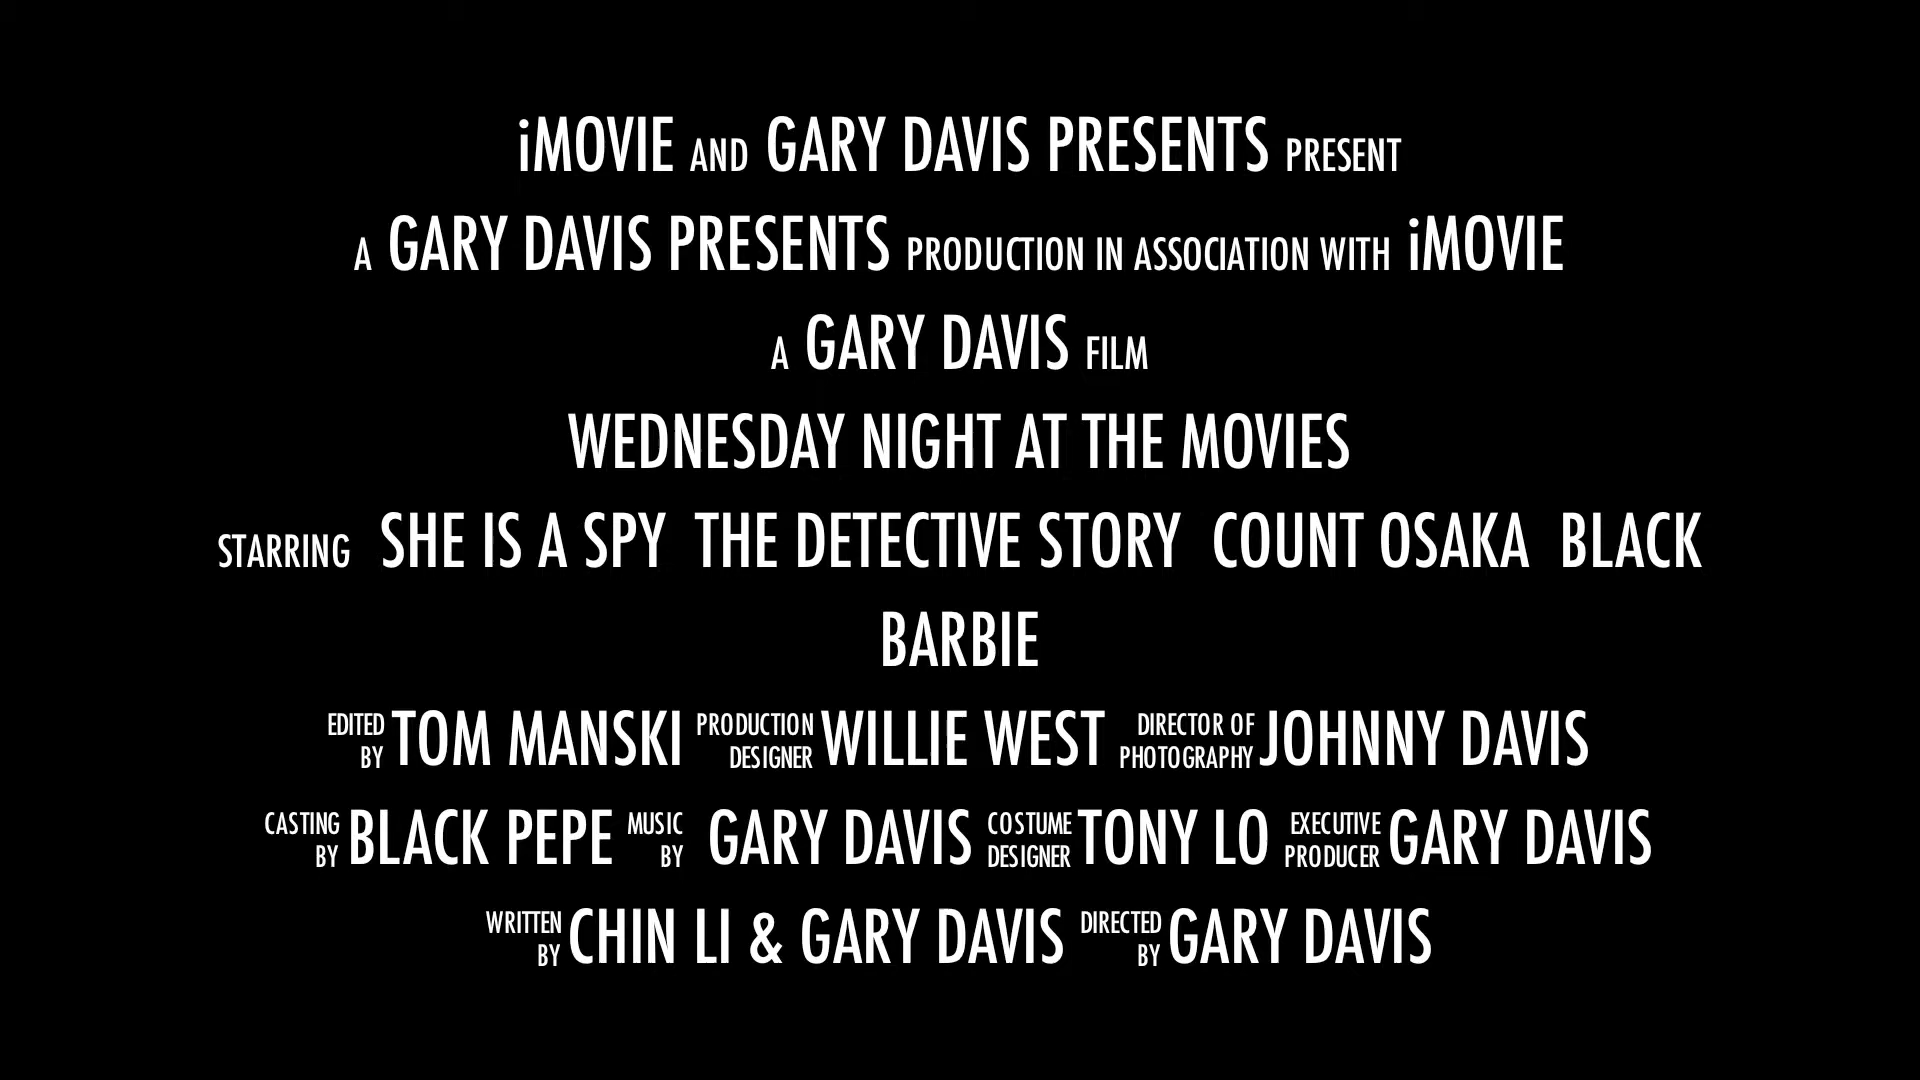 iMOVIE AND GARY DAVIS PRESENTS PRESENT
A GARY DAVIS PRESENTS PRODUCTION IN ASSOCIATION WITH iMOVIE
A GARY DAVIS FILM
WEDNESDAY NIGHT AT THE MOVIES
STARRING SHE IS A SPY THE DETECTIVE STORY COUNT OSAKA BLACK
BARBIE
EDITED BY TOM MANSKI PRODUCTION DESIGNER WILLIE WEST DIRECTOR OF PHOTOGRAPHY JOHNNY DAVIS
CASTING BY BLACK PEPE MUSIC BY GARY DAVIS COSTUME DESIGNER TONY LO EXECUTIVE PRODUCER GARY DAVIS
WRITTEN BY CHIN LI & GARY DAVIS DIRECTED BY GARY DAVIS